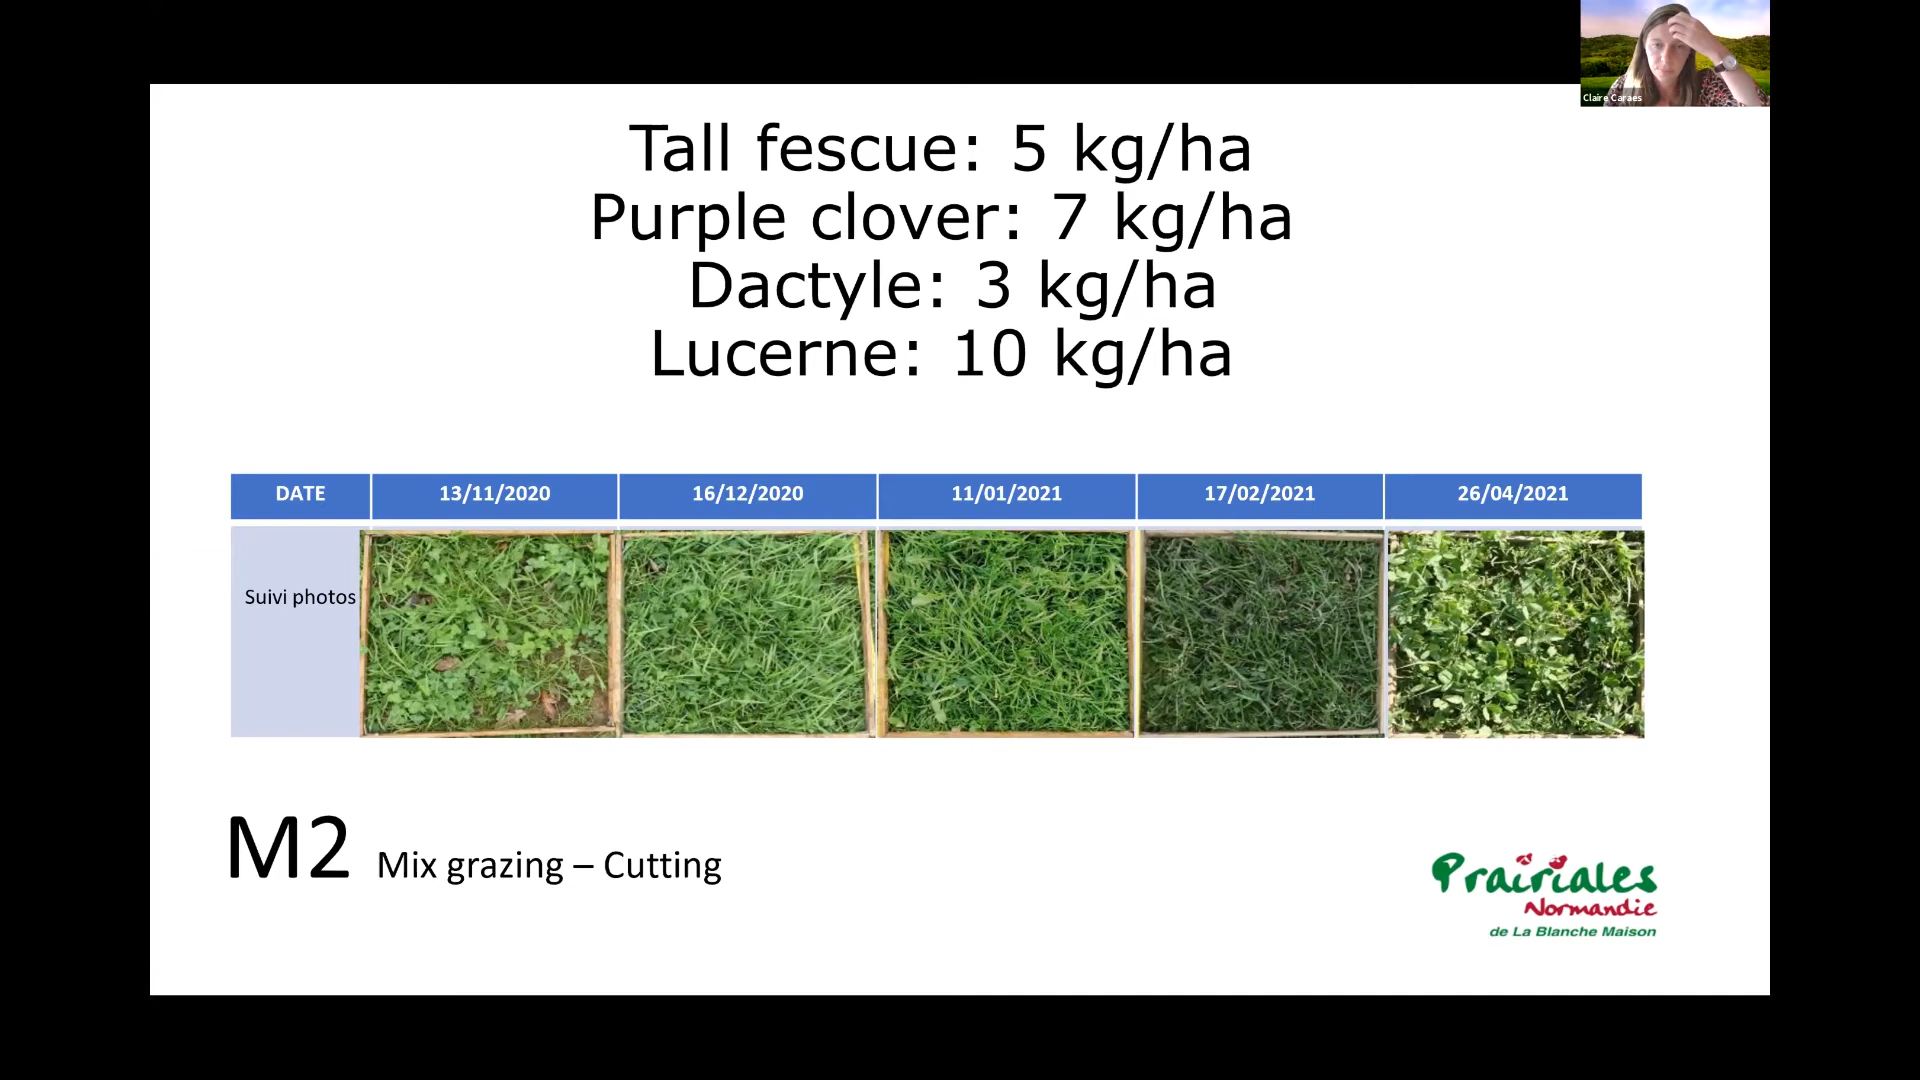 Claire Caraes
Tall fescue: 5 kg/ha
Purple clover: 7 kg/ha
Dactyle: 3 kg/ha
Lucerne: 10 kg/ha
DATE 13/11/2020 16/12/2020 11/01/2021 17/02/2021 26/04/2021
Suivi photos
M2 Mix grazing – Cutting
Prairiales
Normandie
de La Blanche Maison